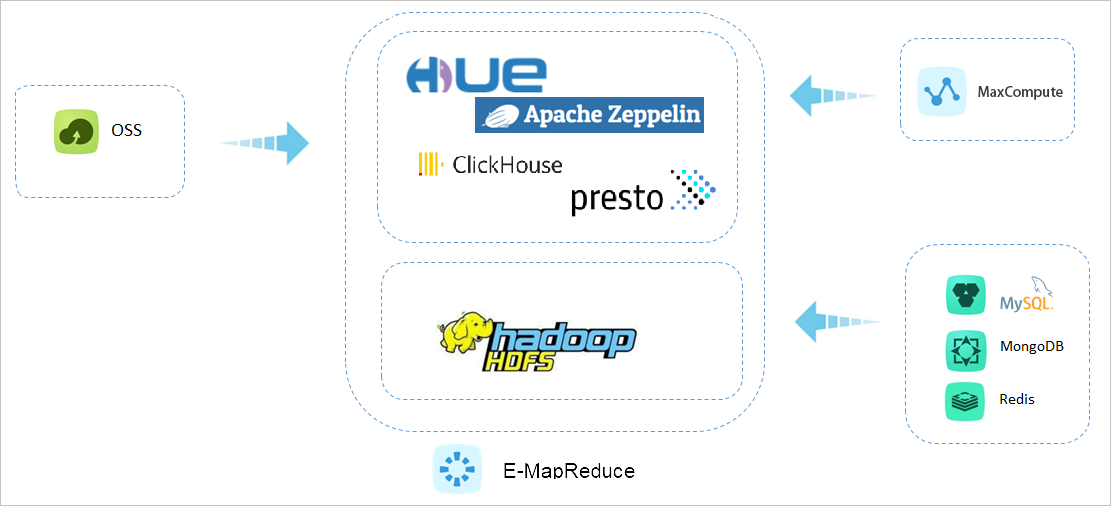 OSS
HUE
Apache Zeppelin
ClickHouse
presto
hadoop
HDFS
E-MapReduce
MaxCompute
MySQL
MongoDB
Redis